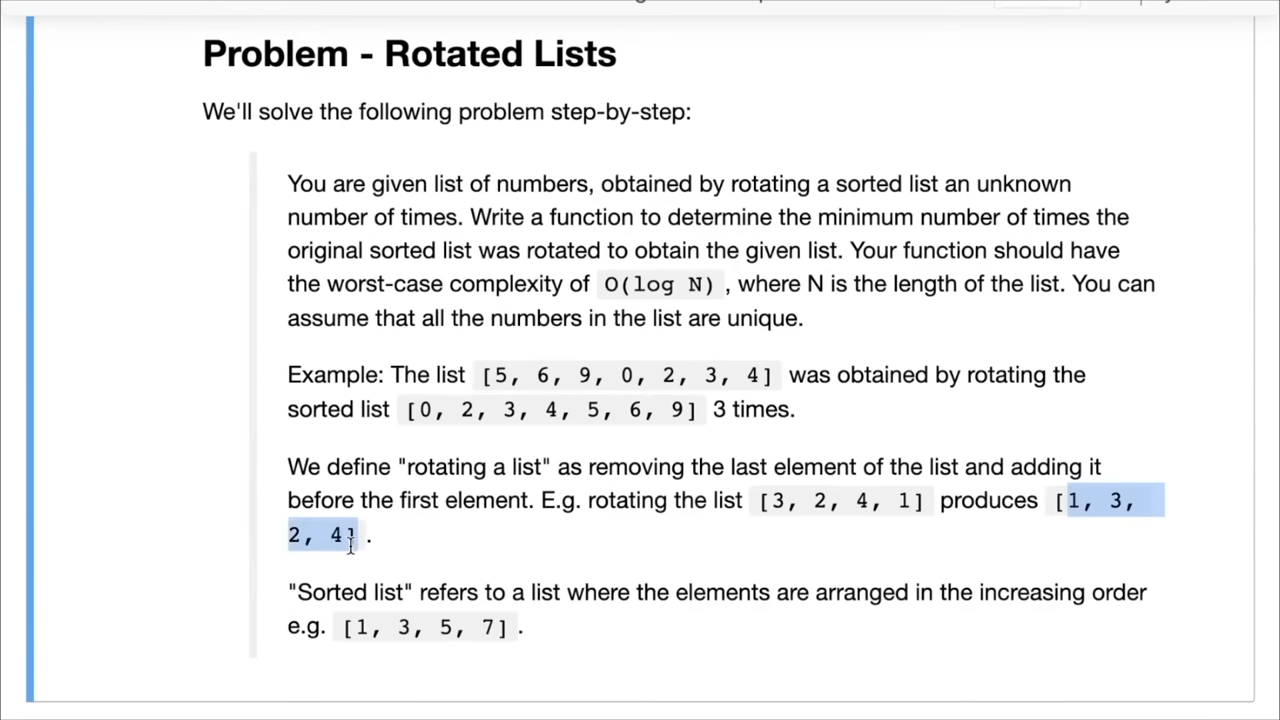 Problem - Rotated Lists
We'll solve the following problem step-by-step:
You are given list of numbers, obtained by rotating a sorted list an unknown
number of times. Write a function to determine the minimum number of times the
original sorted list was rotated to obtain the given list. Your function should have
the worst-case complexity of O(log N) , where N is the length of the list. You can
assume that all the numbers in the list are unique.
Example: The list [5, 6, 9, 0, 2, 3, 4] was obtained by rotating the
sorted list [0, 2, 3, 4, 5, 6, 9] 3 times.
We define "rotating a list" as removing the last element of the list and adding it
before the first element. E.g. rotating the list [3, 2, 4, 1] produces [1, 3,
2, 4] .
"Sorted list" refers to a list where the elements are arranged in the increasing order
e.g. [1, 3, 5, 7] .